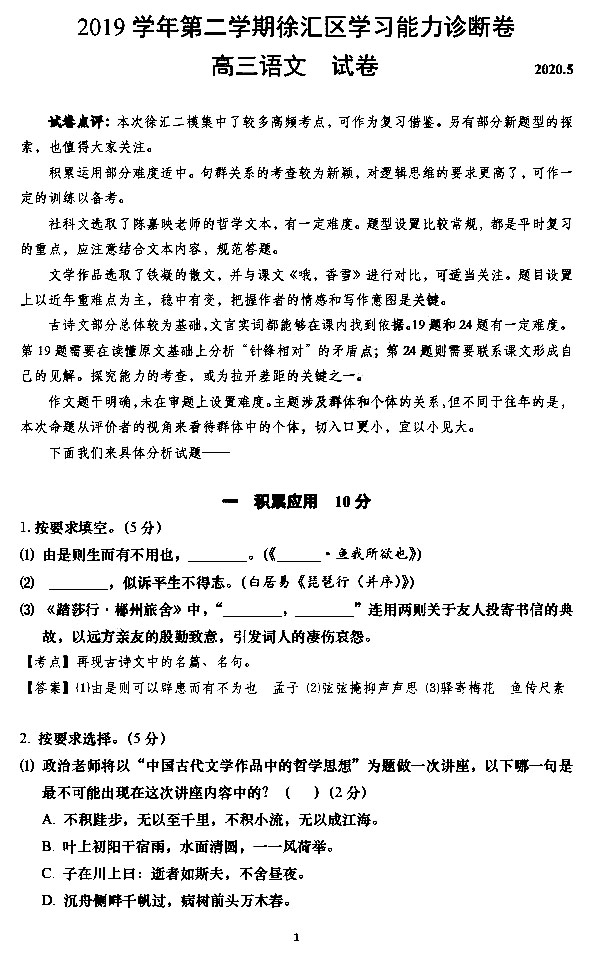 2019 学年第二学期徐汇区学习能力诊断卷
高三语文 试卷 2020.5
试卷点评：本次徐汇二模集中了较多高频考点，可作为复习借鉴。另有部分新题型的探
索，也值得大家关注。
积累运用部分难度适中。句群关系的考查较为新颖，对逻辑思维的要求更高了，可作一
定的训练以备考。
社科文选取了陈嘉映老师的哲学文本，有一定难度。题型设置比较常规，都是平时复习
的重点，应注意结合文本内容，规范答题。
文学作品选取了铁凝的散文，并与课文《哦，香雪》进行对比，可适当关注。题目设置
上以近年重难点为主，稳中有变，把握作者的情感和写作意图是关键。
古诗文部分总体较为基础，文言实词都能够在课内找到依据。19 题和 24 题有一定难度。
第 19 题需要在读懂原文基础上分析“针锋相对”的矛盾点；第 24 题则需要联系课文形成自
己的见解。探究能力的考查，或为拉开差距的关键之一。
作文题干明确，未在审题上设置难度。主题涉及群体和个体的关系，但不同于往年的是，
本次命题从评价者的视角来看待群体中的个体，切入口更小，宜以小见大。
下面我们来具体分析试题——
一 积累应用 10 分
1. 按要求填空。（5 分）
⑴ 由是则生而有不用也，________。（《______·鱼我所欲也》）
⑵ ________，似诉平生不得志。（白居易《琵琶行（并序）》）
⑶ 《踏莎行·郴州旅舍》中，“________，________”连用两则关于友人投寄书信的典
故，以远方亲友的殷勤致意，引发词人的凄伤哀怨。
【考点】再现古诗文中的名篇、名句。
【答案】⑴由是则可以辟患而有不为也 孟子 ⑵弦弦掩抑声声思 ⑶驿寄梅花 鱼传尺素
2. 按要求选择。（5 分）
⑴ 政治老师将以“中国古代文学作品中的哲学思想”为题做一次讲座，以下哪一句是
最不可能出现在这次讲座内容中的？（ ）（2 分）
A. 不积跬步，无以至千里，不积小流，无以成江海。
B. 叶上初阳干宿雨，水面清圆，一一风荷举。
C. 子在川上曰：逝者如斯夫，不舍昼夜。
D. 沉舟侧畔千帆过，病树前头万木春。
1